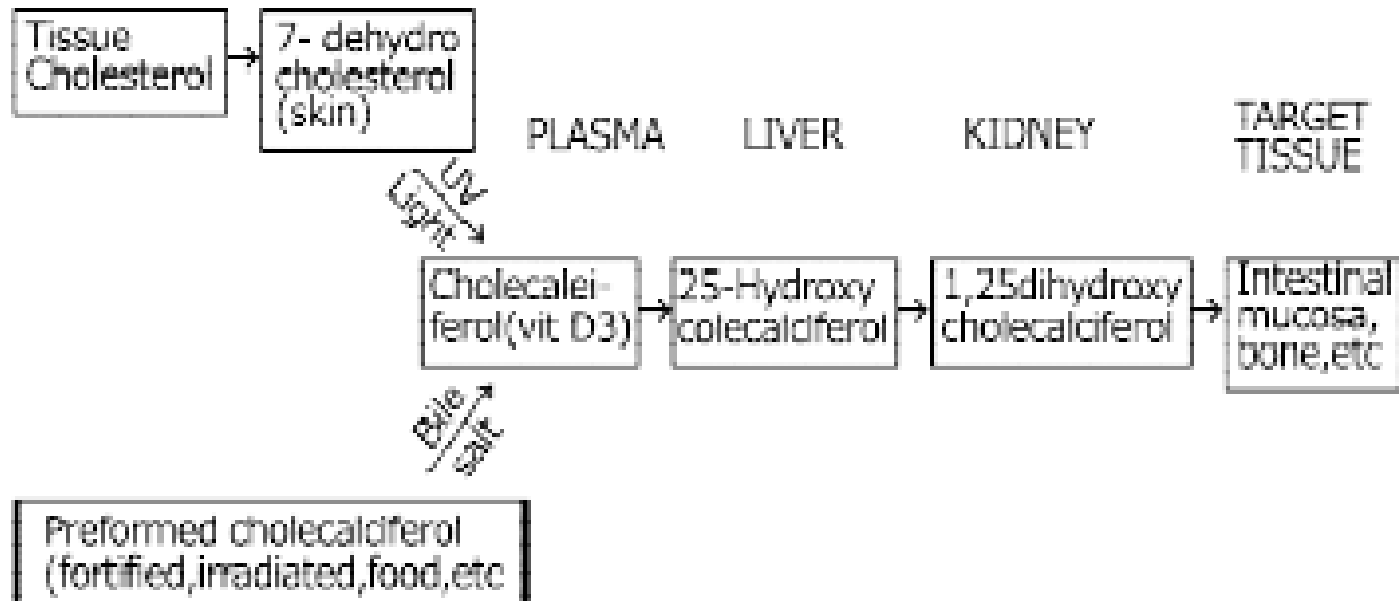 Tissue
Cholesterol
7- dehydro
cholesterol
(skin)
PLASMA
LIVER
KIDNEY
TARGET
TISSUE
UV
Light
Cholecalei-
ferol(vit D3)
25-Hydroxy
colecalciferol
1,25dihydroxy
cholecalciferol
Intestinal
mucosa,
bone,etc
Bile
salt
Preformed cholecalciferol
(fortified,irradiated,food,etc